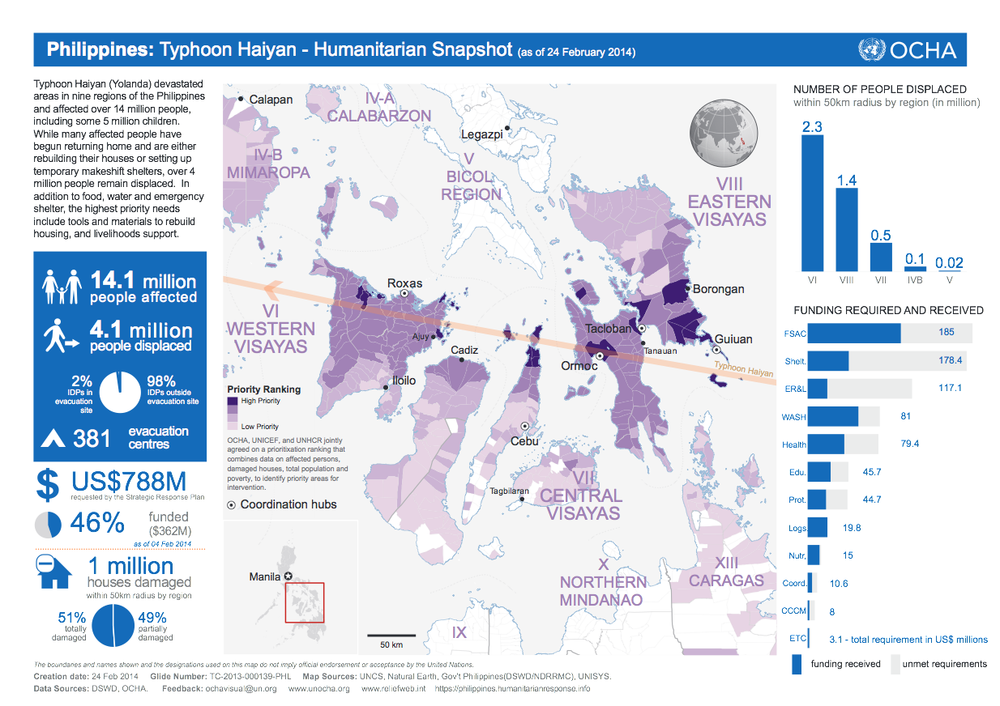 Philippines: Typhoon Haiyan - Humanitarian Snapshot (as of 24 February 2014)
OCHA
Typhoon Haiyan (Yolanda) devastated
areas in nine regions of the Philippines
and affected over 14 million people,
including some 5 million children.
While many affected people have
begun returning home and are either
rebuilding their houses or setting up
temporary makeshift shelters, over 4
million people remain displaced. In
addition to food, water and emergency
shelter, the highest priority needs
include tools and materials to rebuild
housing, and livelihoods support.
14.1 million
people affected
4.1 million
people displaced
2%
IDPs in
evacuation
site
98%
IDPs outside
evacuation site
381
evacuation
centres
US$788M
requested by the Strategic Response Plan
46%
funded
($362M)
as of 04 Feb 2014
1 million
houses damaged
within 50km radius by region
51%
totally
damaged
49%
partially
damaged
Calapan
IV-A
CALABARZON
Legazpi
IV-B
MIMAROPA
V
BICOL
REGION
VIII
EASTERN
VISAYAS
Roxas
Borongan
VI
WESTERN
VISAYAS
Ajuy
Tacloban
Guiuan
Tanauan
Cadiz
Ormoc
Typhoon Haiyan
Iloilo
Priority Ranking
High Priority
Low Priority
OCHA, UNICEF, and UNHCR jointly
agreed on a prioritixation ranking that
combines data on affected persons,
damaged houses, total population and
poverty, to identify priority areas for
intervention.
Coordination hubs
Cebu
Tagbilaran
VII
CENTRAL
VISAYAS
Manila
X
NORTHERN
MINDANAO
XIII
CARAGAS
IX
50 km
NUMBER OF PEOPLE DISPLACED
within 50km radius by region (in million)
2.3
1.4
0.5
0.1
0.02
VI
VIII
VII
IVB
V
FUNDING REQUIRED AND RECEIVED
FSAC 185
Shelt. 178.4
ER&L 117.1
WASH 81
Health 79.4
Edu. 45.7
Prot. 44.7
Logs. 19.8
Nutr, 15
Coord. 10.6
CCCM 8
ETC 3.1 - total requirement in US$ millions
funding received
unmet requirements
The boundaries and names shown and the designations used on this map do not imply official endorsement or acceptance by the United Nations.
Creation date: 24 Feb 2014 Glide Number: TC-2013-000139-PHL Map Sources: UNCS, Natural Earth, Gov't Philippines(DSWD/NDRRMC), UNISYS.
Data Sources: DSWD, OCHA. Feedback: ochavisual@un.org www.unocha.org www.reliefweb.int https://philippines.humanitarianresponse.info